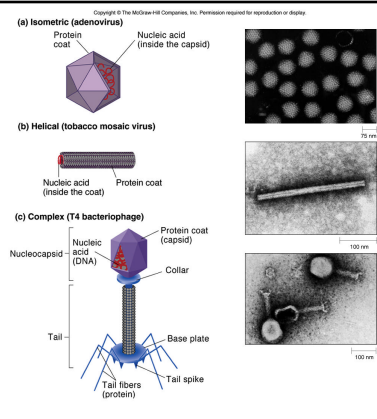 Copyright © The McGraw-Hill Companies, Inc. Permission required for reproduction or display.
(a) Isometric (adenovirus)
Protein
coat
Nucleic acid
(inside the capsid)
75 nm
(b) Helical (tobacco mosaic virus)
Nucleic acid
(inside the coat)
Protein coat
100 nm
(c) Complex (T4 bacteriophage)
Protein coat
(capsid)
Nucleic
acid
(DNA)
Nucleocapsid
Collar
Tail
Base plate
Tail spike
Tail fibers
(protein)
100 nm